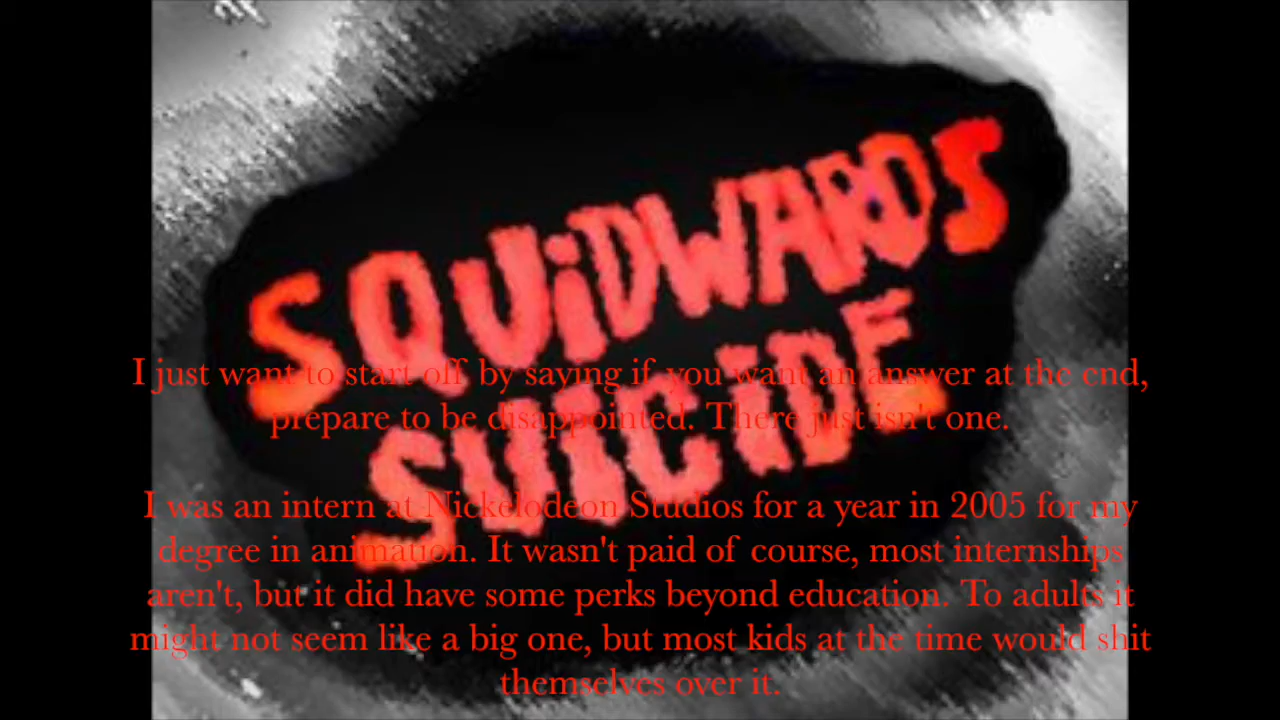 SQUiDWARDS
SUiCiDE
I just want to start off by saying if you want an answer at the end,
prepare to be disappointed. There just isn't one.
I was an intern at Nickelodeon Studios for a year in 2005 for my
degree in animation. It wasn't paid of course, most internships
aren't, but it did have some perks beyond education. To adults it
might not seem like a big one, but most kids at the time would shit
themselves over it.